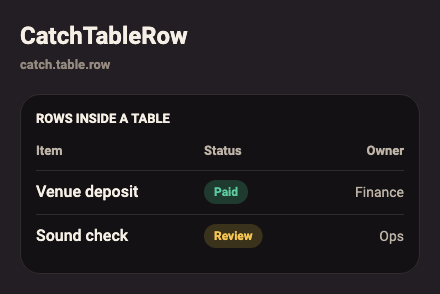 CatchTableRow
catch.table.row
ROWS INSIDE A TABLE
Item Status Owner
Venue deposit Paid Finance
Sound check Review Ops